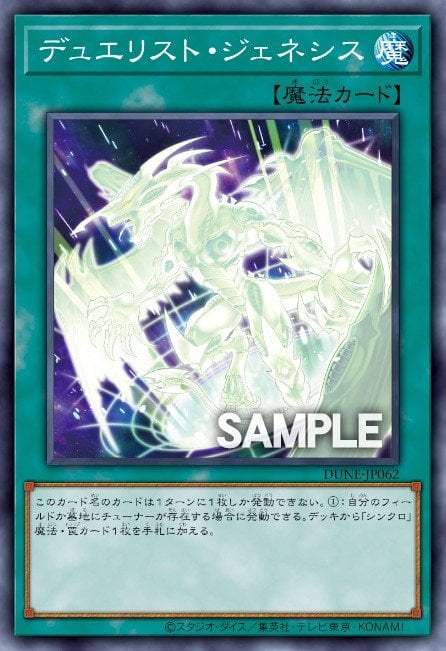 デュエリスト・ジェネシス 魔
【魔法カード】
SAMPLE
DUNE-JP062
このカード名のカードは1ターンに1枚しか発動できない。①:自分のフィー
ルドか墓地にチューナーが存在する場合に発動できる。デッキから「シンクロ」
魔法・罠カード1枚を手札に加える。
©スタジオ・ダイス/集英社・テレビ東京・KONAMI